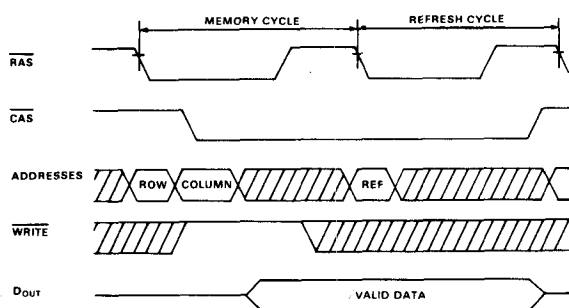 MEMORY CYCLE REFRESH CYCLE
RAS
CAS
ADDRESSES ROW COLUMN REF
WRITE
DOUT VALID DATA